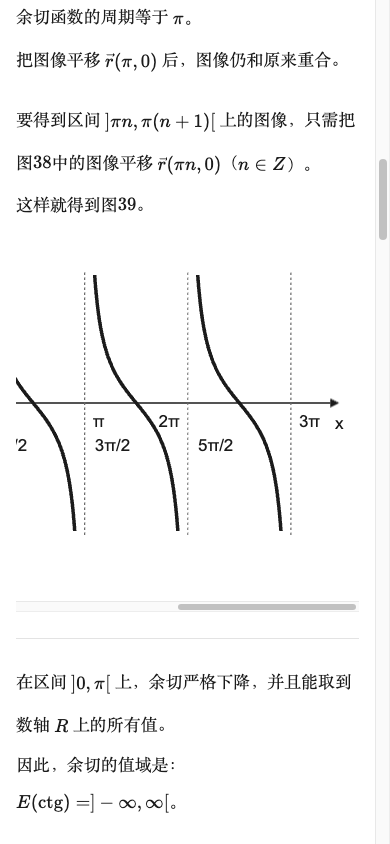 余切函数的周期等于 π。
把图像平移 r⃗(π, 0) 后，图像仍和原来重合。
要得到区间 ]πn, π(n + 1)[ 上的图像，只需把
图38中的图像平移 r⃗(πn, 0)（n ∈ Z）。
这样就得到图39。
π 2π 3π x
/2 3π/2 5π/2
在区间 ]0, π[ 上，余切严格下降，并且能取到
数轴 R 上的所有值。
因此，余切的值域是：
E(ctg) =] − ∞, ∞[。